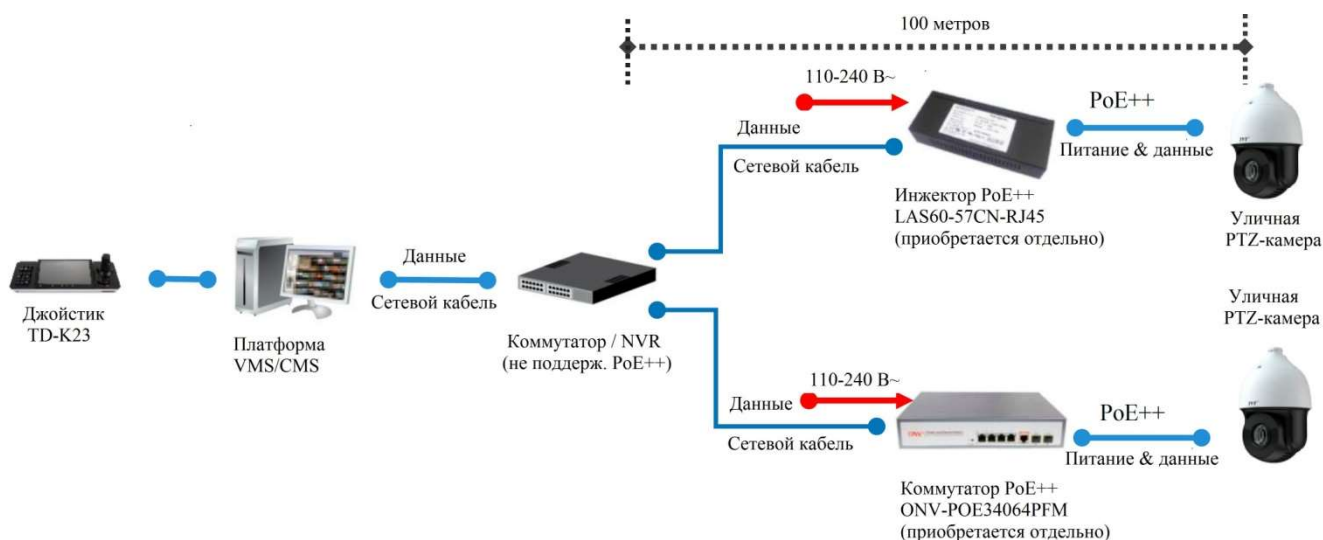 100 метров
110-240 В~
PoE++
Данные
Питание & данные
Сетевой кабель
Инжектор PoE++
LAS60-57CN-RJ45
(приобретается отдельно)
Уличная
PTZ-камера
Данные
Сетевой кабель
Джойстик
TD-K23
Платформа
VMS/CMS
Коммутатор / NVR
(не поддерж. PoE++)
Уличная
PTZ-камера
110-240 В~
Данные
PoE++
Сетевой кабель
Питание & данные
Коммутатор PoE++
ONV-POE34064PFM
(приобретается отдельно)